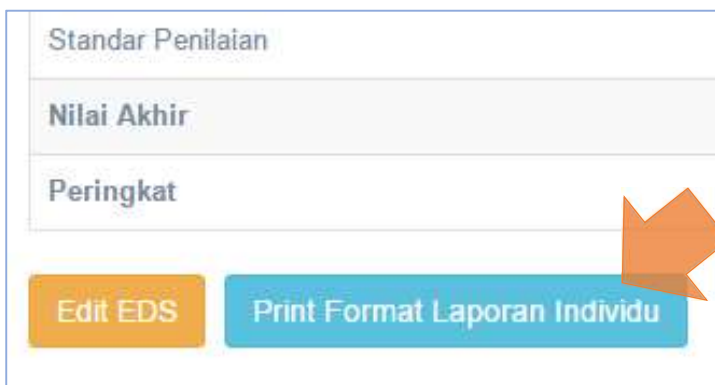 Standar Penilaian
Nilai Akhir
Peringkat
Edit EDS Print Format Laporan Individu